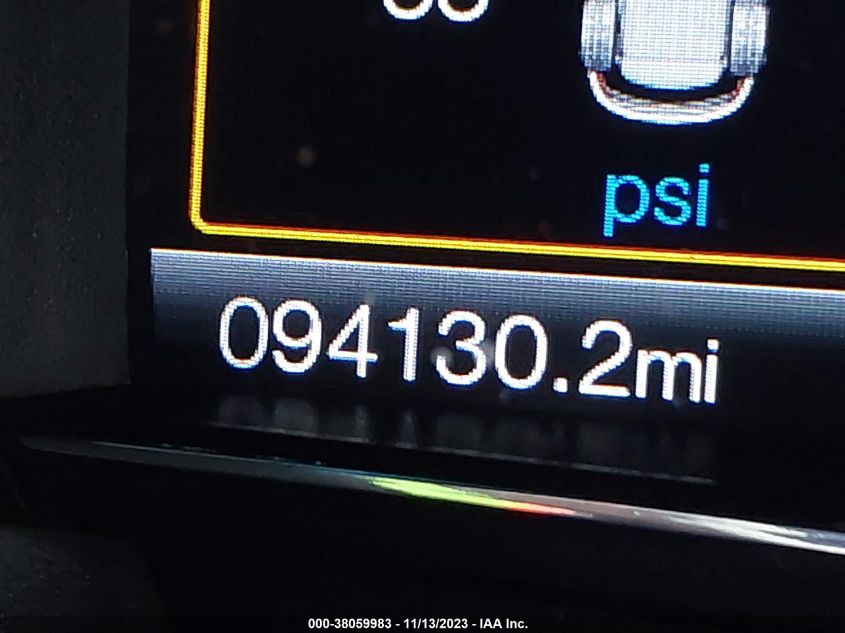 psi
094130.2mi
000-38059983 - 11/13/2023 - IAA Inc.